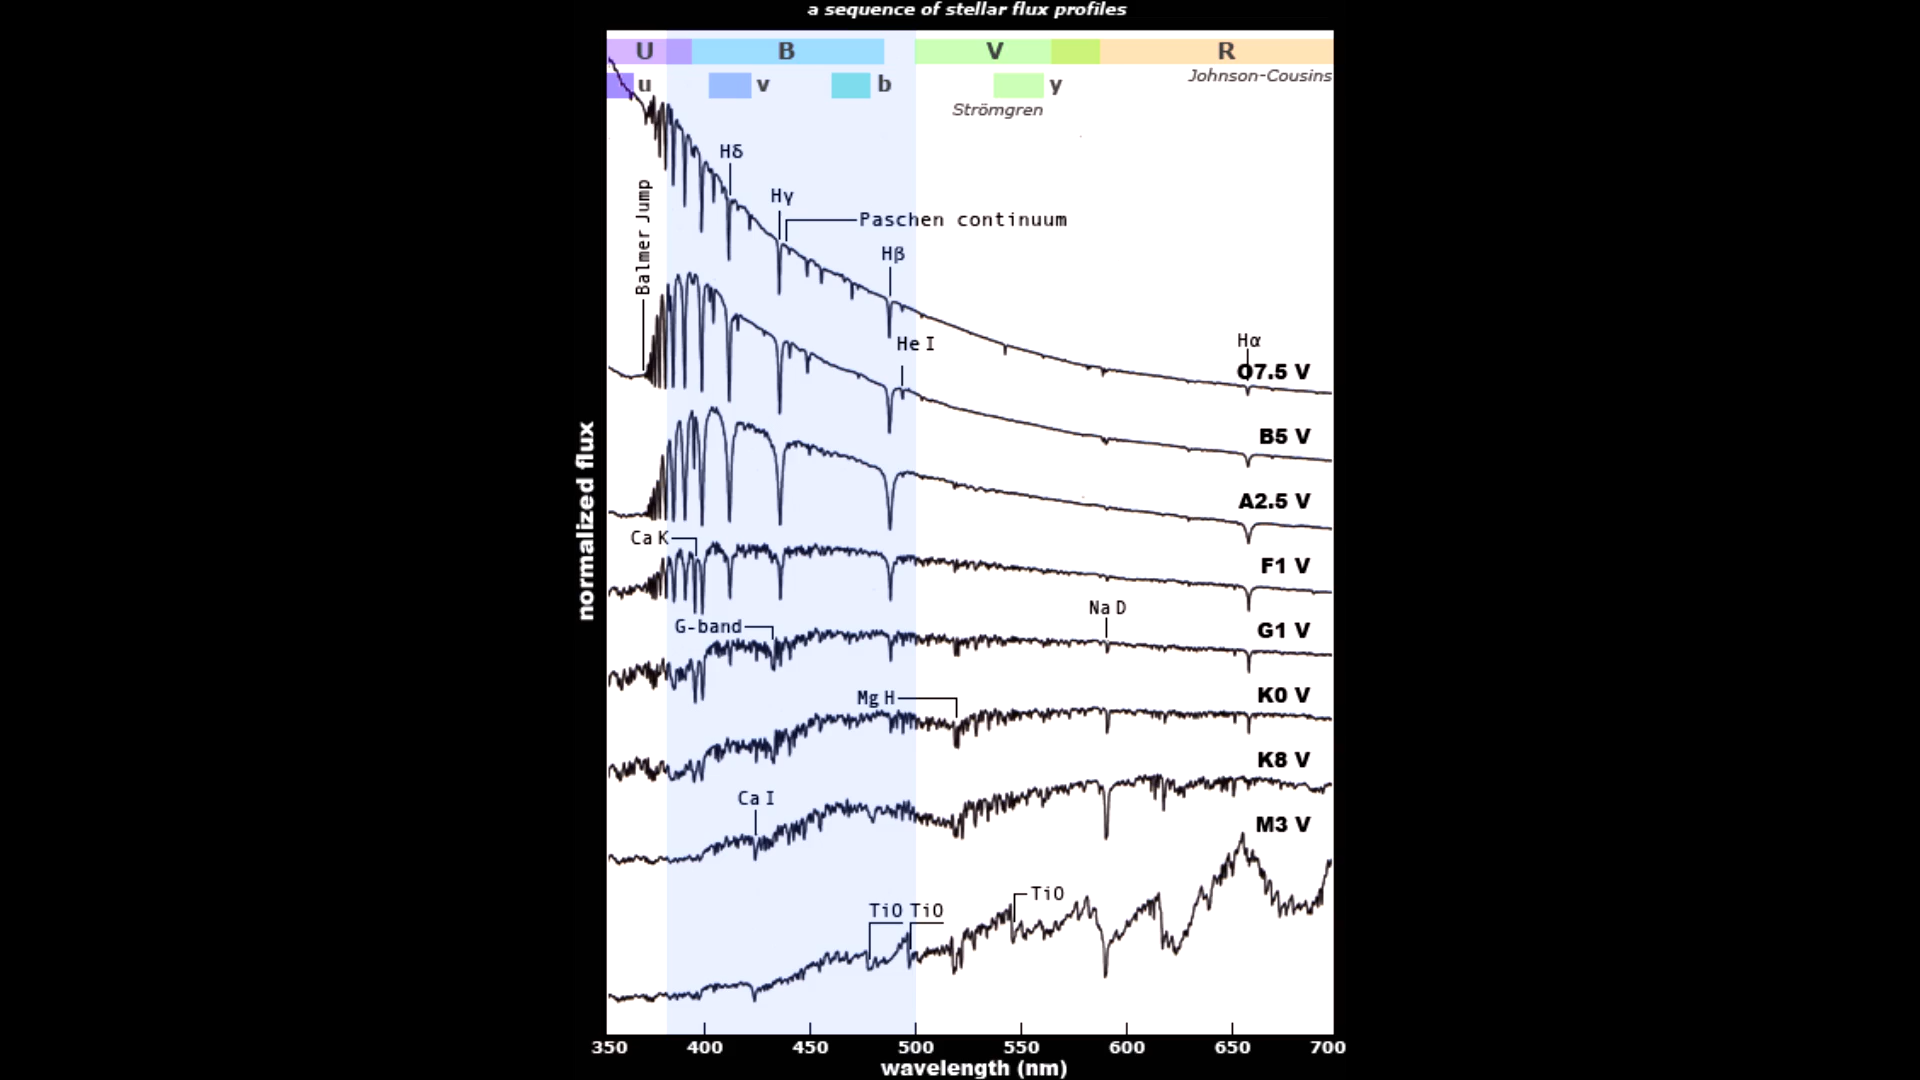 a sequence of stellar flux profiles
U B V R
Johnson-Cousins
u v b y
Strömgren
Hδ
Balmer Jump
Hγ
Paschen continuum
Hβ
He I
Hα
O7.5 V
B5 V
A2.5 V
Ca K
F1 V
Na D
G-band
G1 V
Mg H
K0 V
K8 V
Ca I
M3 V
TiO
TiO TiO
normalized flux
350 400 450 500 550 600 650 700
wavelength (nm)